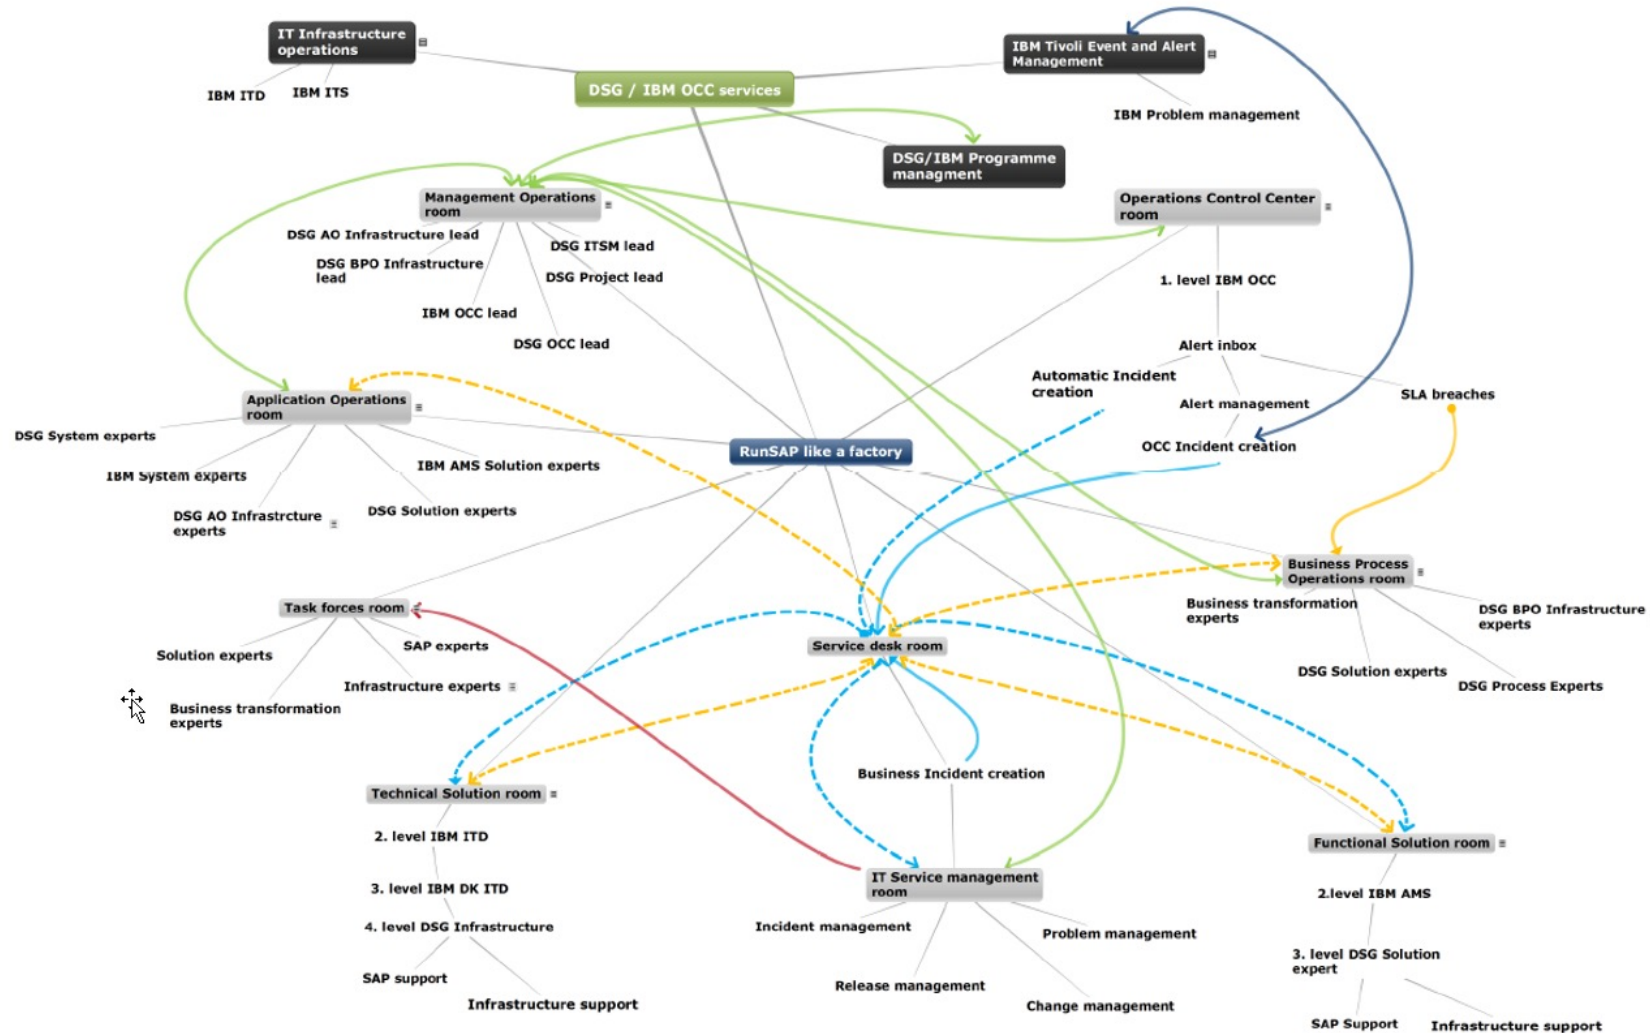 IT Infrastructure
operations
IBM ITD
IBM ITS
DSG / IBM OCC services
IBM Tivoli Event and Alert
Management
IBM Problem management
DSG/IBM Programme
managment
Management Operations
room
DSG AO Infrastructure lead
DSG BPO Infrastructure
lead
IBM OCC lead
DSG OCC lead
DSG ITSM lead
DSG Project lead
Operations Control Center
room
1. level IBM OCC
Alert inbox
Automatic Incident
creation
Alert management
OCC Incident creation
SLA breaches
Application Operations
room
DSG System experts
IBM System experts
DSG AO Infrastrcture
experts
IBM AMS Solution experts
DSG Solution experts
RunSAP like a factory
Business Process
Operations room
Business transformation
experts
DSG BPO Infrastructure
experts
DSG Solution experts
DSG Process Experts
Task forces room
Solution experts
Business transformation
experts
SAP experts
Infrastructure experts
Service desk room
Business Incident creation
Technical Solution room
2. level IBM ITD
3. level IBM DK ITD
4. level DSG Infrastructure
SAP support
Infrastructure support
IT Service management
room
Incident management
Release management
Problem management
Change management
Functional Solution room
2.level IBM AMS
3. level DSG Solution
expert
SAP Support
Infrastructure support